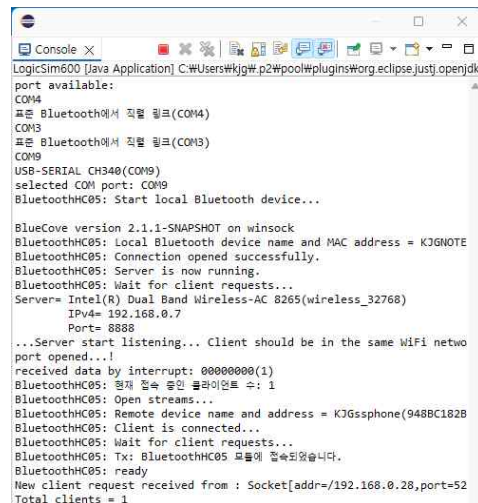 Console
LogicSim600 [Java Application] C:₩Users₩kjg₩.p2₩pool₩plugins₩org.eclipse.justj.openjdk
port available:
COM4
표준 Bluetooth에서 직렬 링크(COM4)
COM3
표준 Bluetooth에서 직렬 링크(COM3)
COM9
USB-SERIAL CH340(COM9)
selected COM port: COM9
BluetoothHC05: Start local Bluetooth device...
BlueCove version 2.1.1-SNAPSHOT on winsock
BluetoothHC05: Local Bluetooth device name and MAC address = KJGNOTE
BluetoothHC05: Connection opened successfully.
BluetoothHC05: Server is now running.
BluetoothHC05: Wait for client requests...
Server= Intel(R) Dual Band Wireless-AC 8265(wireless_32768)
IPv4= 192.168.0.7
Port= 8888
...Server start listening... Client should be in the same WiFi netwo
port opened...!
received data by interrupt: 00000000(1)
BluetoothHC05: 현재 접속 중인 클라이언트 수: 1
BluetoothHC05: Open streams...
BluetoothHC05: Remote device name and address = KJGssphone(948BC182B
BluetoothHC05: Client is connected...
BluetoothHC05: Wait for client requests...
BluetoothHC05: Tx: BluetoothHC05 모듈에 접속되었습니다.
BluetoothHC05: ready
New client request received from : Socket[addr=/192.168.0.28,port=52
Total clients = 1